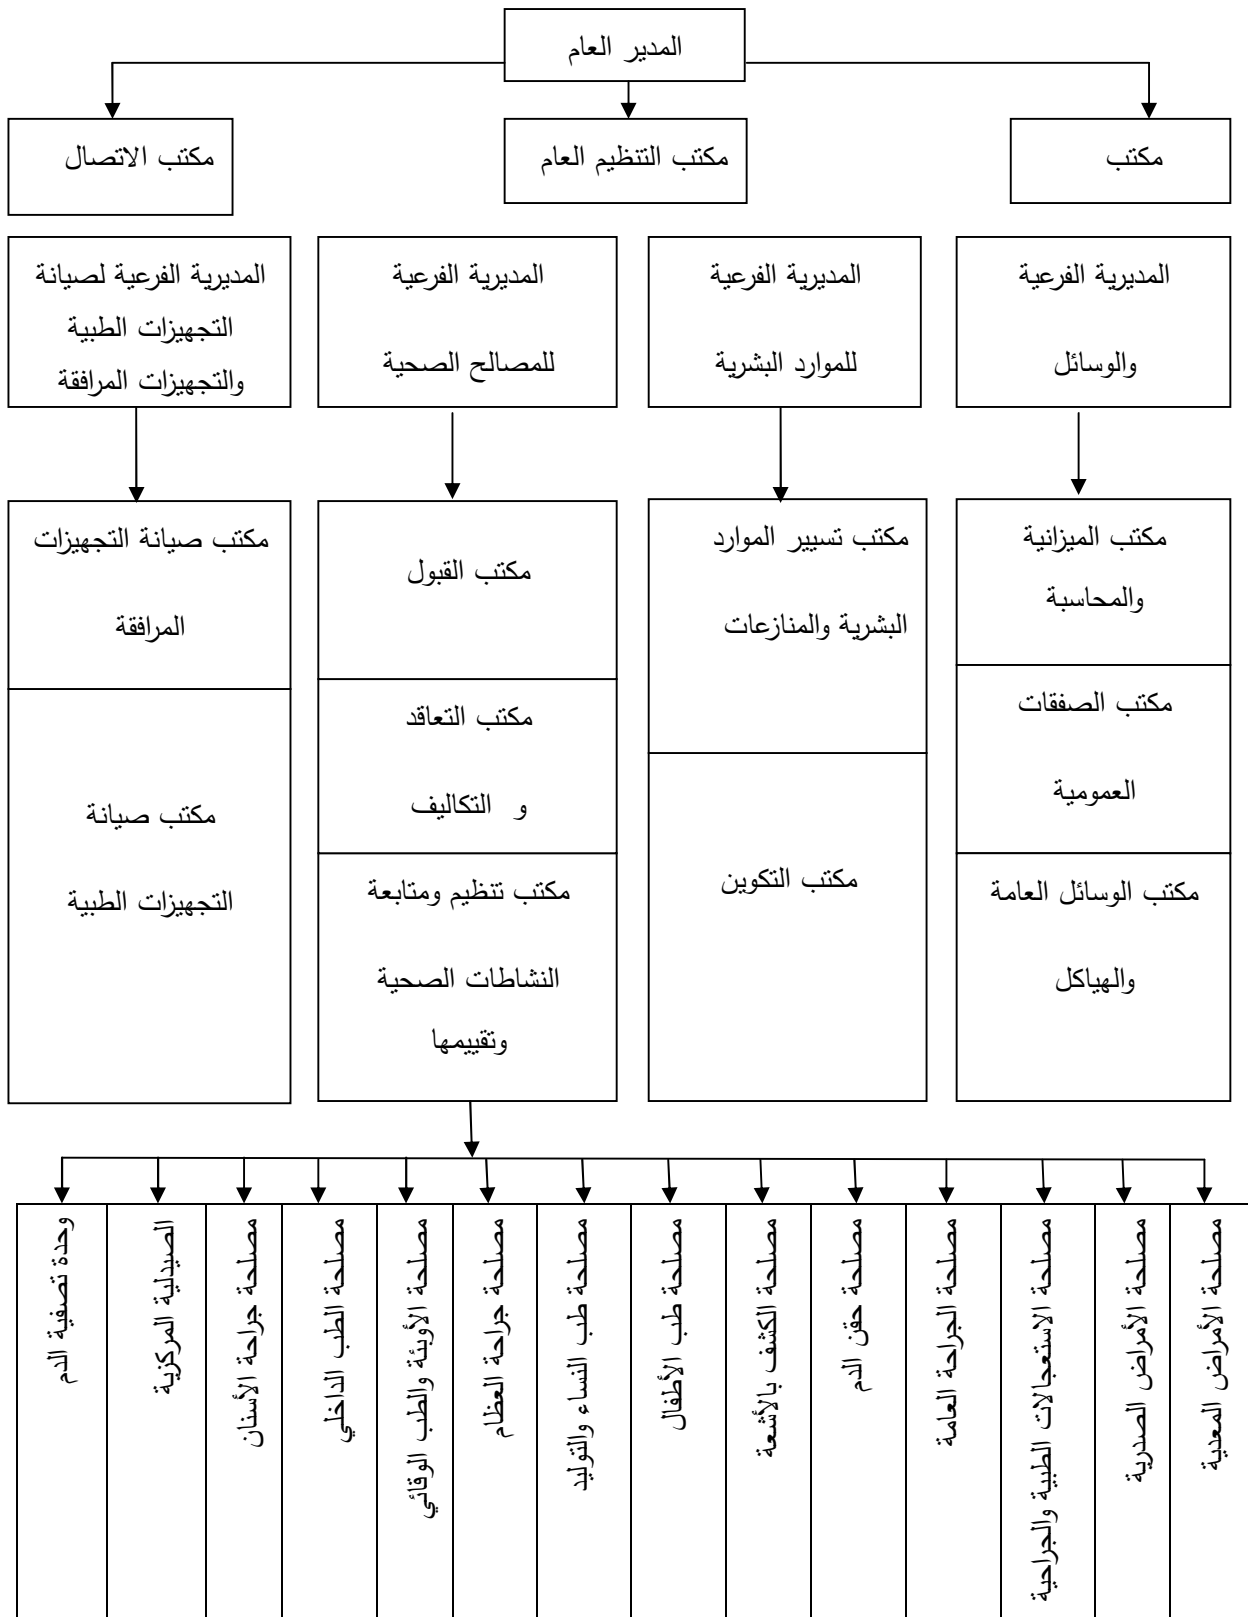 المدير العام
مكتب
مكتب التنظيم العام
مكتب الاتصال
المديرية الفرعية
والوسائل
المديرية الفرعية
للموارد البشرية
المديرية الفرعية
للمصالح الصحية
المديرية الفرعية لصيانة
التجهيزات الطبية
والتجهيزات المرافقة
مكتب الميزانية
والمحاسبة
مكتب الصفقات
العمومية
مكتب الوسائل العامة
والهياكل
مكتب تسيير الموارد
البشرية والمنازعات
مكتب التكوين
مكتب القبول
مكتب التعاقد
و التكاليف
مكتب تنظيم ومتابعة
النشاطات الصحية
وتقييمها
مكتب صيانة التجهيزات
المرافقة
مكتب صيانة
التجهيزات الطبية
مصلحة الأمراض المعدية
مصلحة الأمراض الصدرية
مصلحة الاستعجالات الطبية والجراحية
مصلحة الجراحة العامة
مصلحة حقن الدم
مصلحة الكشف بالأشعة
مصلحة طب الأطفال
مصلحة طب النساء والتوليد
مصلحة جراحة العظام
مصلحة الأوبئة والطب الوقائي
مصلحة الطب الداخلي
مصلحة جراحة الأسنان
الصيدلية المركزية
وحدة تصفية الدم